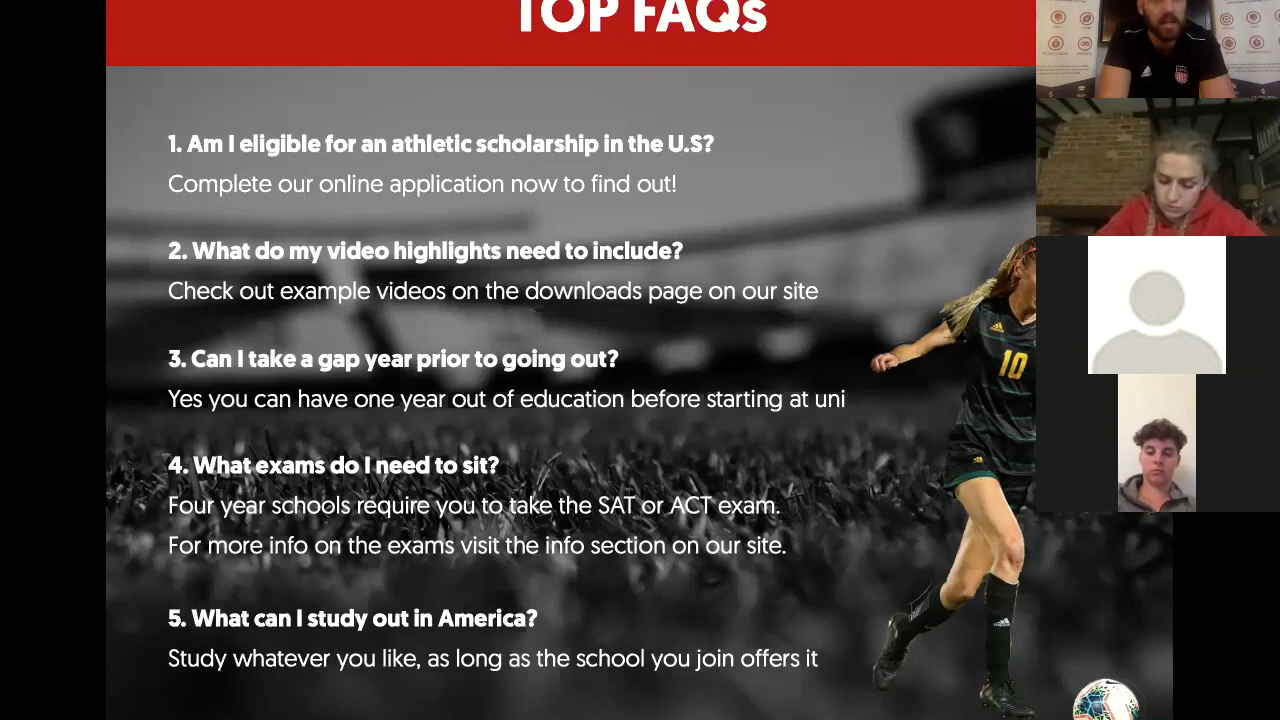 TOP FAQs
1. Am I eligible for an athletic scholarship in the U.S?
Complete our online application now to find out!
2. What do my video highlights need to include?
Check out example videos on the downloads page on our site
3. Can I take a gap year prior to going out?
Yes you can have one year out of education before starting at uni
4. What exams do I need to sit?
Four year schools require you to take the SAT or ACT exam.
For more info on the exams visit the info section on our site.
5. What can I study out in America?
Study whatever you like, as long as the school you join offers it
10